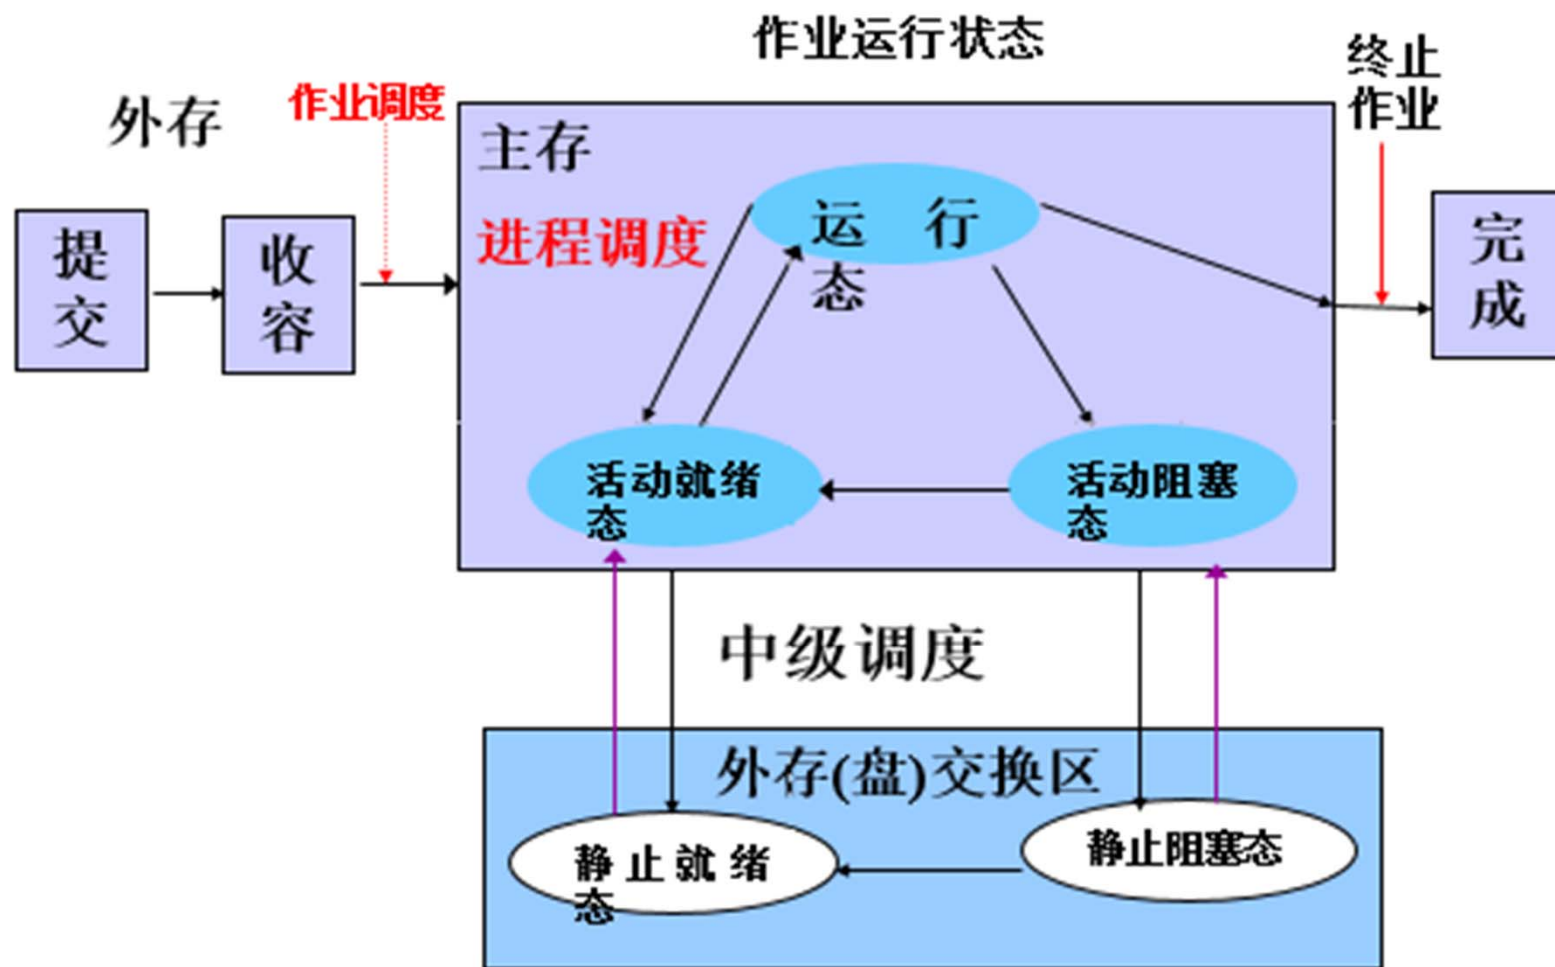 作业运行状态
终止
作业
外存
作业调度
主存
进程调度
提
交
收
容
运 行
态
完
成
活动就绪
态
活动阻塞
态
中级调度
外存(盘)交换区
静止就绪
态
静止阻塞态